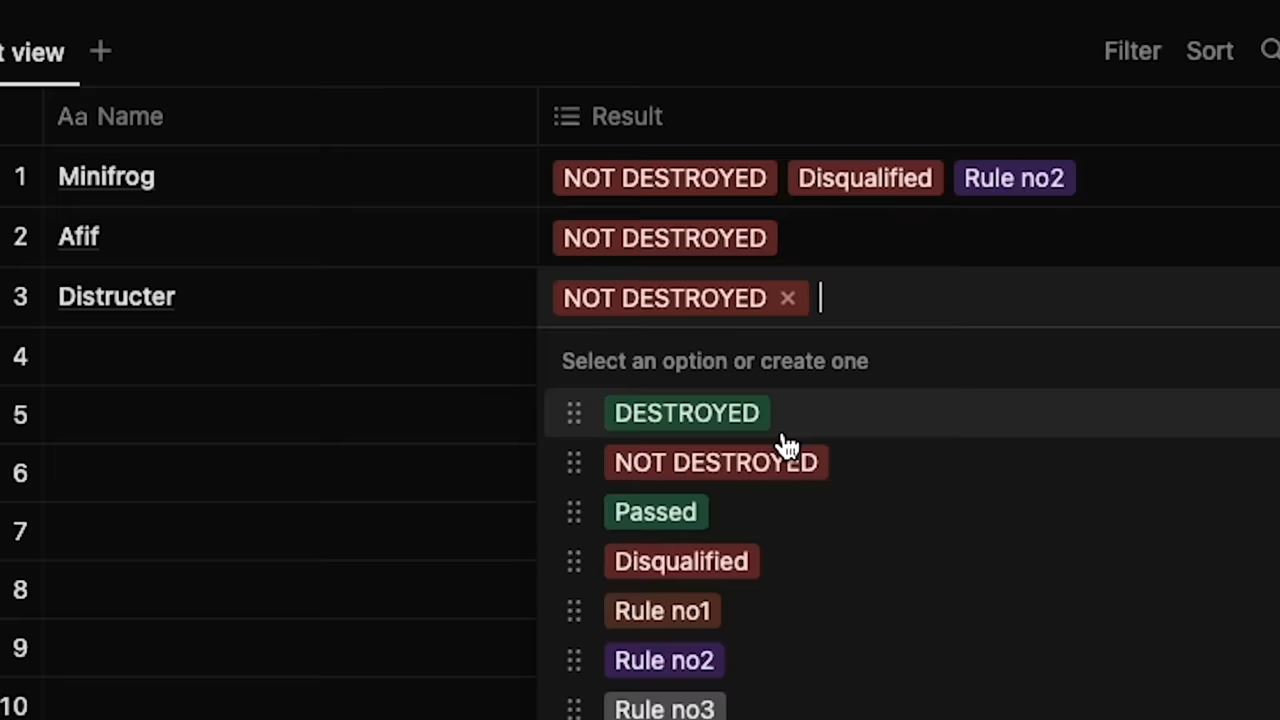 t view + Filter Sort
Aa Name Result
1 Minifrog NOT DESTROYED Disqualified Rule no2
2 Afif NOT DESTROYED
3 Distructer NOT DESTROYED ×
4 Select an option or create one
5 DESTROYED
6 NOT DESTROYED
7 Passed
8 Disqualified
Rule no1
9 Rule no2
10 Rule no3